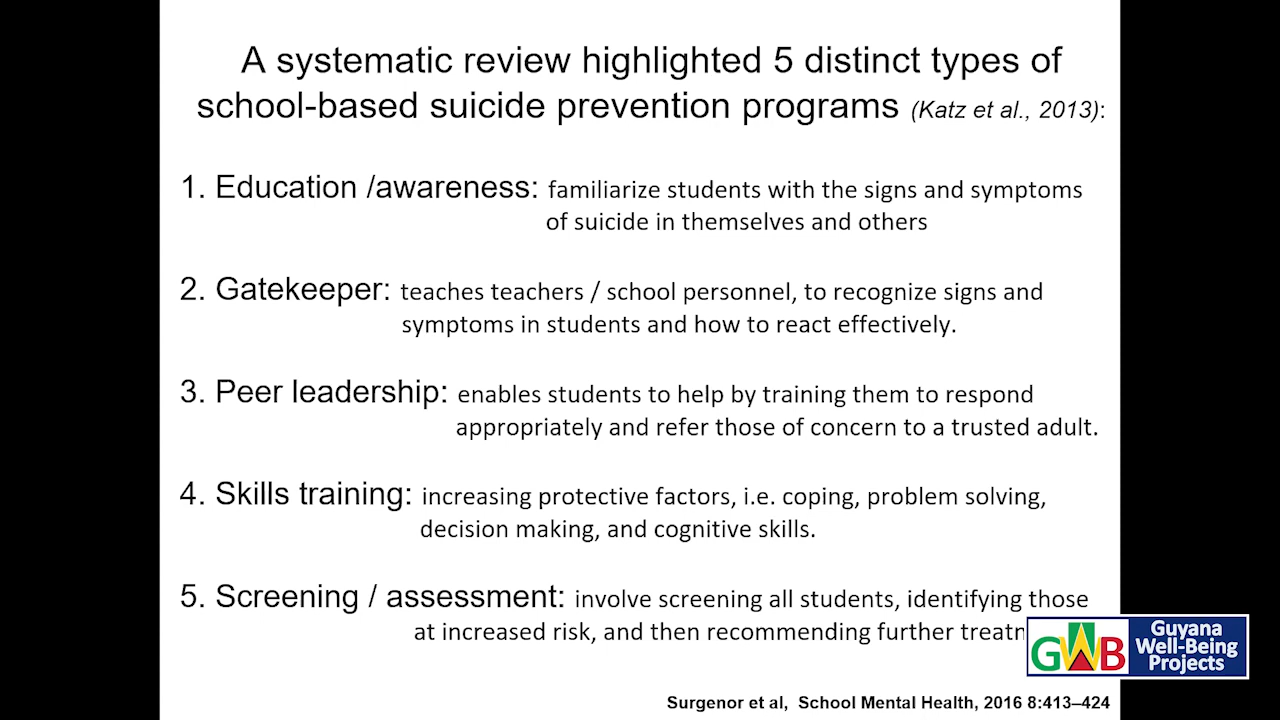 A systematic review highlighted 5 distinct types of
school-based suicide prevention programs (Katz et al., 2013):
1. Education /awareness: familiarize students with the signs and symptoms
of suicide in themselves and others
2. Gatekeeper: teaches teachers / school personnel, to recognize signs and
symptoms in students and how to react effectively.
3. Peer leadership: enables students to help by training them to respond
appropriately and refer those of concern to a trusted adult.
4. Skills training: increasing protective factors, i.e. coping, problem solving,
decision making, and cognitive skills.
5. Screening / assessment: involve screening all students, identifying those
at increased risk, and then recommending further
GWB
Guyana
Well-Being
Projects
Surgenor et al, School Mental Health, 2016 8:413–424